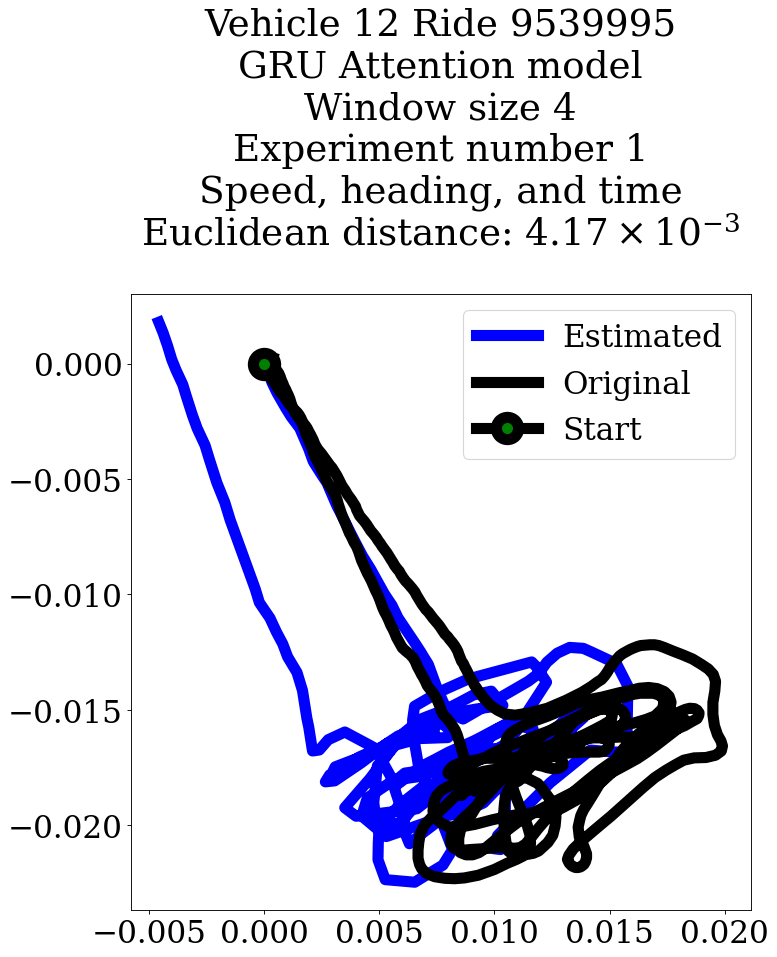 Vehicle 12 Ride 9539995
GRU Attention model
Window size 4
Experiment number 1
Speed, heading, and time
Euclidean distance: 4.17 × 10⁻³
Estimated
Original
Start
0.000
−0.005
−0.010
−0.015
−0.020
−0.005 0.000 0.005 0.010 0.015 0.020